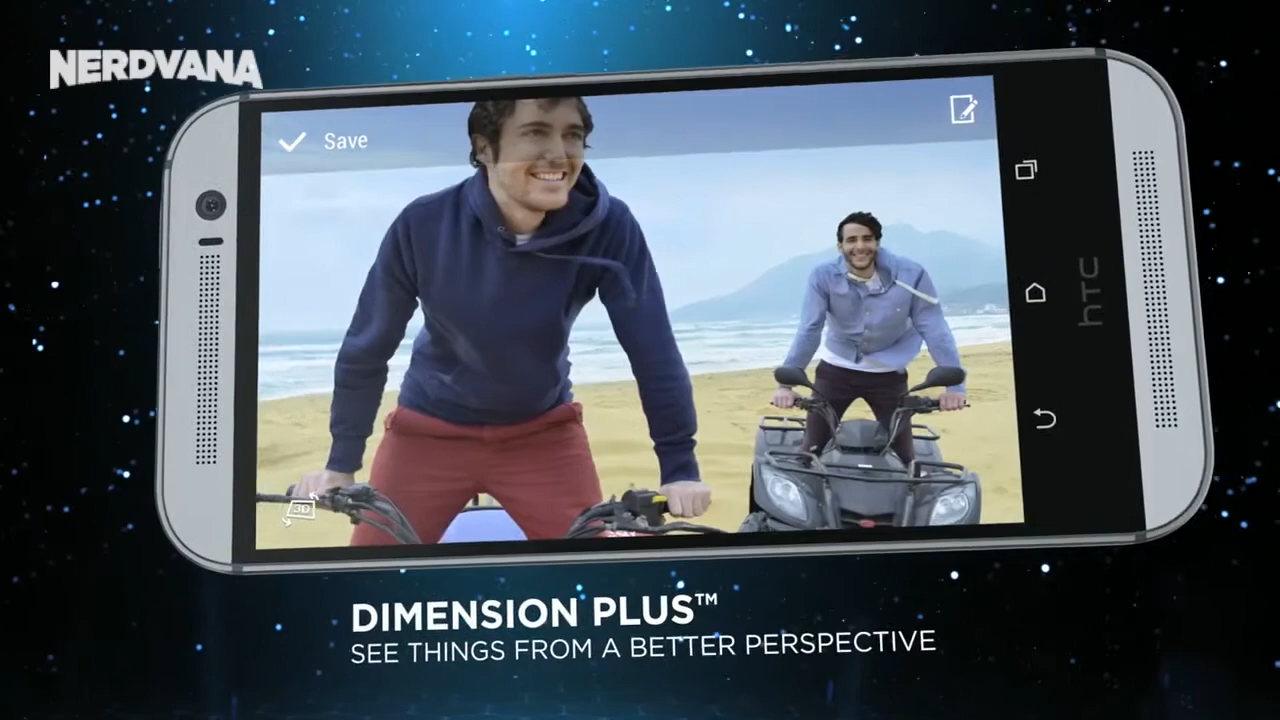 NERDVANA
Save
hTC
3D
DIMENSION PLUS™
SEE THINGS FROM A BETTER PERSPECTIVE